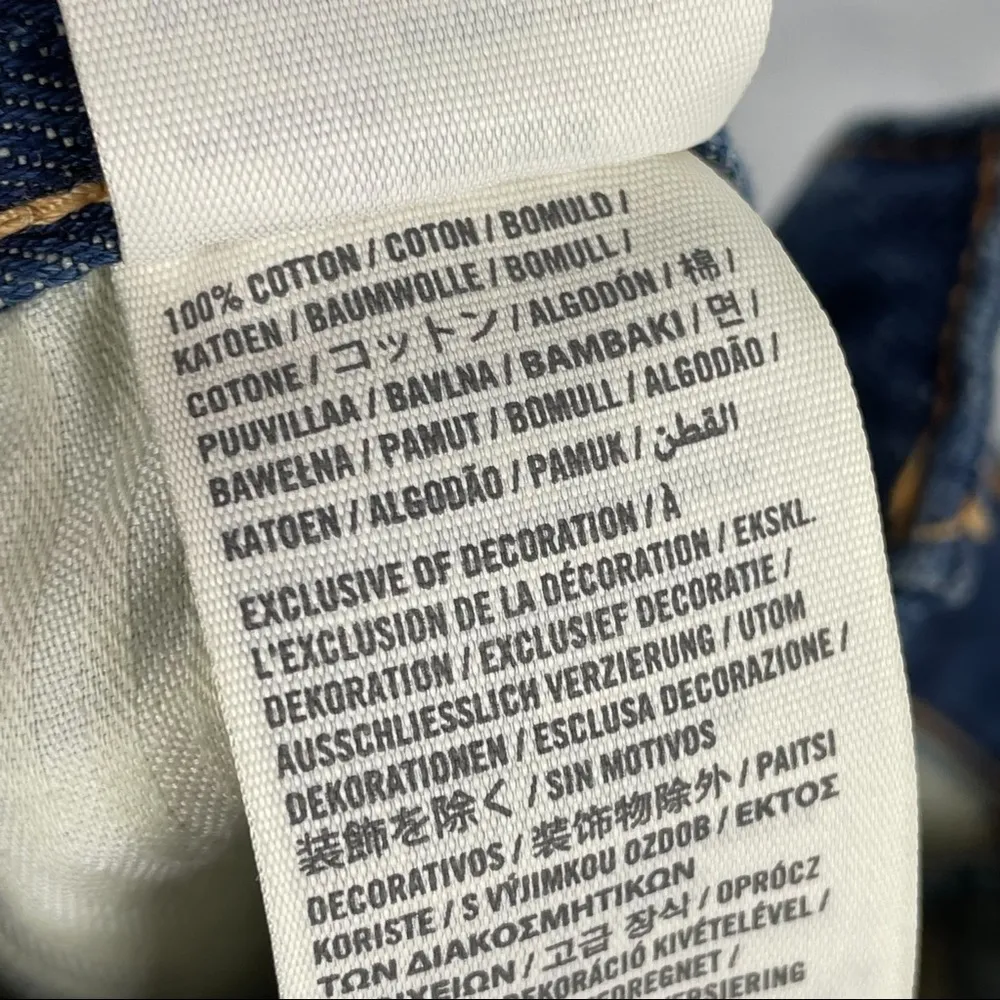 100% COTTON / COTON / BOMULD /
KATOEN / BAUMWOLLE / BOMULL /
COTONE / コットン / ALGODÓN / 棉 /
PUUVILLAA / BAVLNA / BAMBAKI / 면 /
BAWEŁNA / PAMUT / BOMULL / ALGODÃO /
KATOEN / ALGODÃO / PAMUK / القطن
EXCLUSIVE OF DECORATION / À
L'EXCLUSION DE LA DÉCORATION / EKSKL.
DEKORATION / EXCLUSIEF DECORATIE /
AUSSCHLIESSLICH VERZIERUNG / UTOM
DEKORATIONEN / ESCLUSA DECORAZIONE /
装飾を除く / SIN MOTIVOS
DECORATIVOS / 装饰物除外 / PAITSI
KORISTE / S VÝJIMKOU OZDOB / ΕΚΤΟΣ
ΤΩΝ ΔΙΑΚΟΣΜΗΤΙΚΩΝ
/ 고급 장식 / OPRÓCZ
KIVÉTELÉVEL /